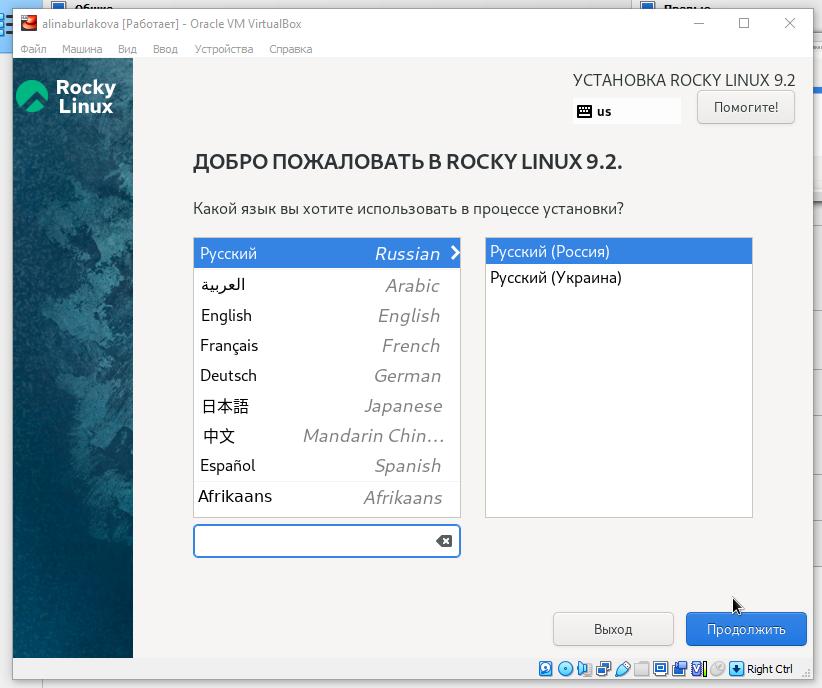 Общие
alinaburlakova [Работает] - Oracle VM VirtualBox
Файл Машина Вид Ввод Устройства Справка
Rocky
Linux
УСТАНОВКА ROCKY LINUX 9.2
us
Помогите!
ДОБРО ПОЖАЛОВАТЬ В ROCKY LINUX 9.2.
Какой язык вы хотите использовать в процессе установки?
Русский Russian
العربية Arabic
English English
Français French
Deutsch German
日本語 Japanese
中文 Mandarin Chin...
Español Spanish
Afrikaans Afrikaans
Русский (Россия)
Русский (Украина)
Выход
Продолжить
Right Ctrl